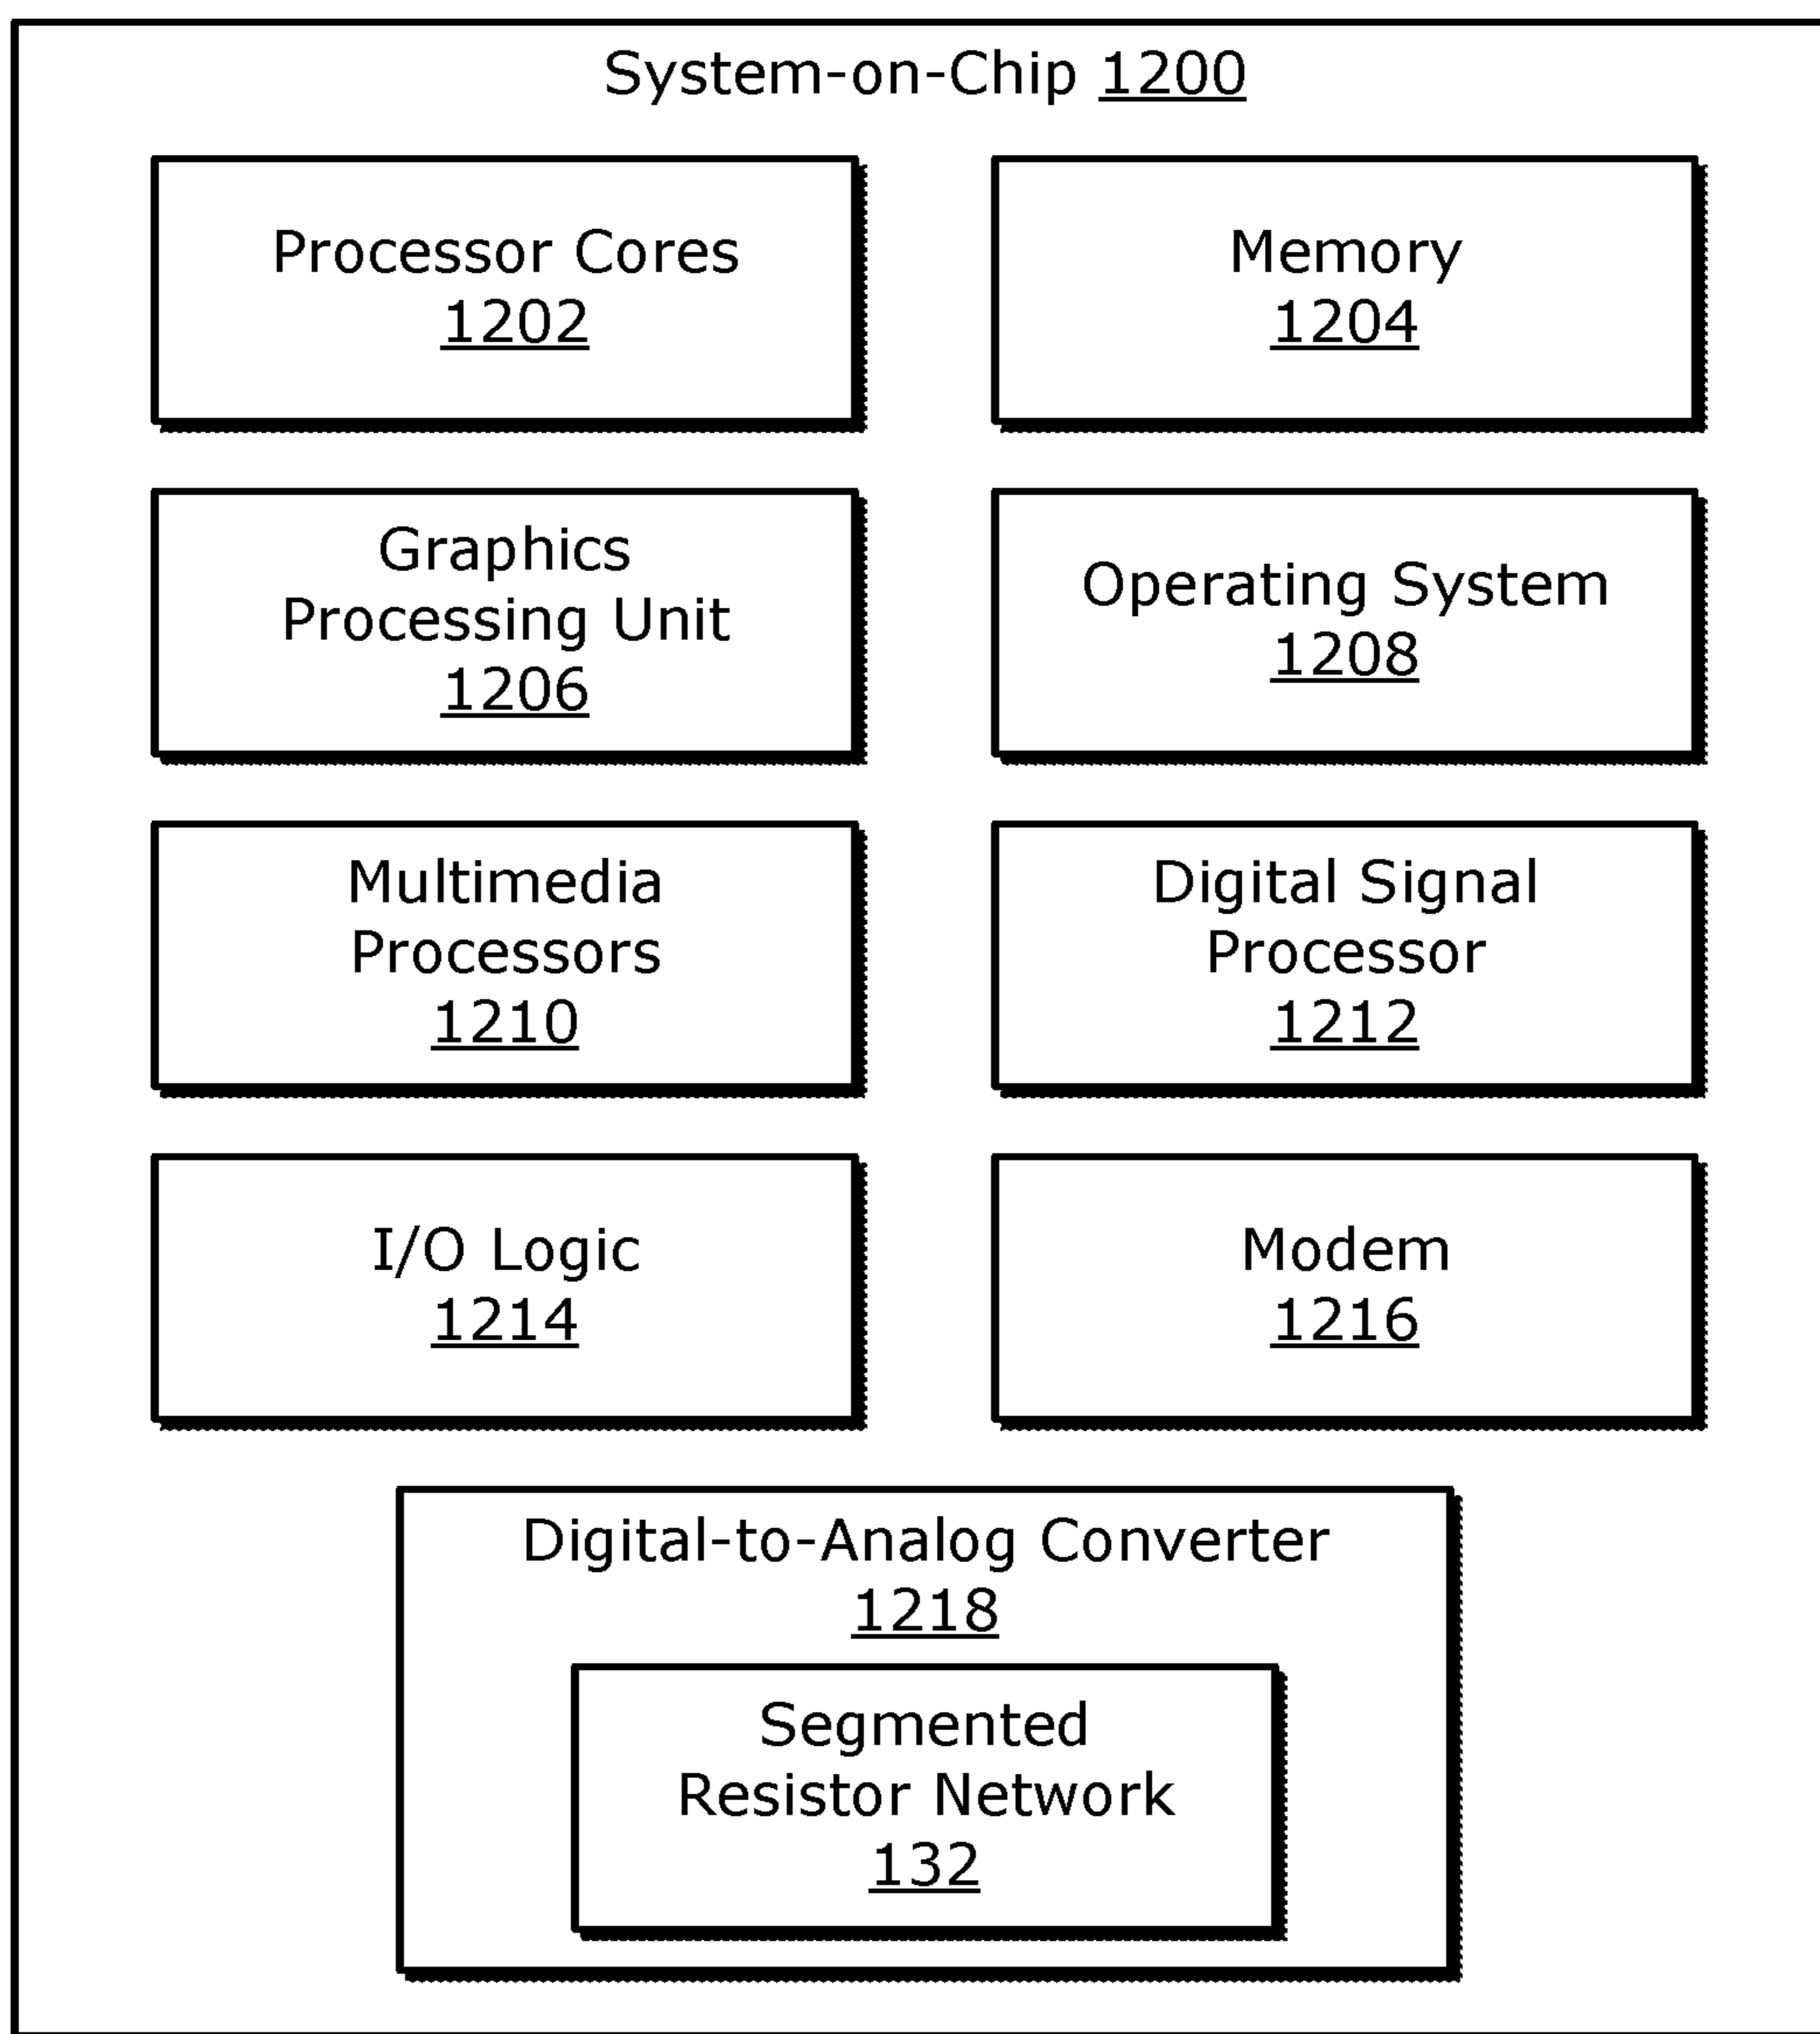 System-on-Chip 1200
Processor Cores
1202
Memory
1204
Graphics
Processing Unit
1206
Operating System
1208
Multimedia
Processors
1210
Digital Signal
Processor
1212
I/O Logic
1214
Modem
1216
Digital-to-Analog Converter
1218
Segmented
Resistor Network
132